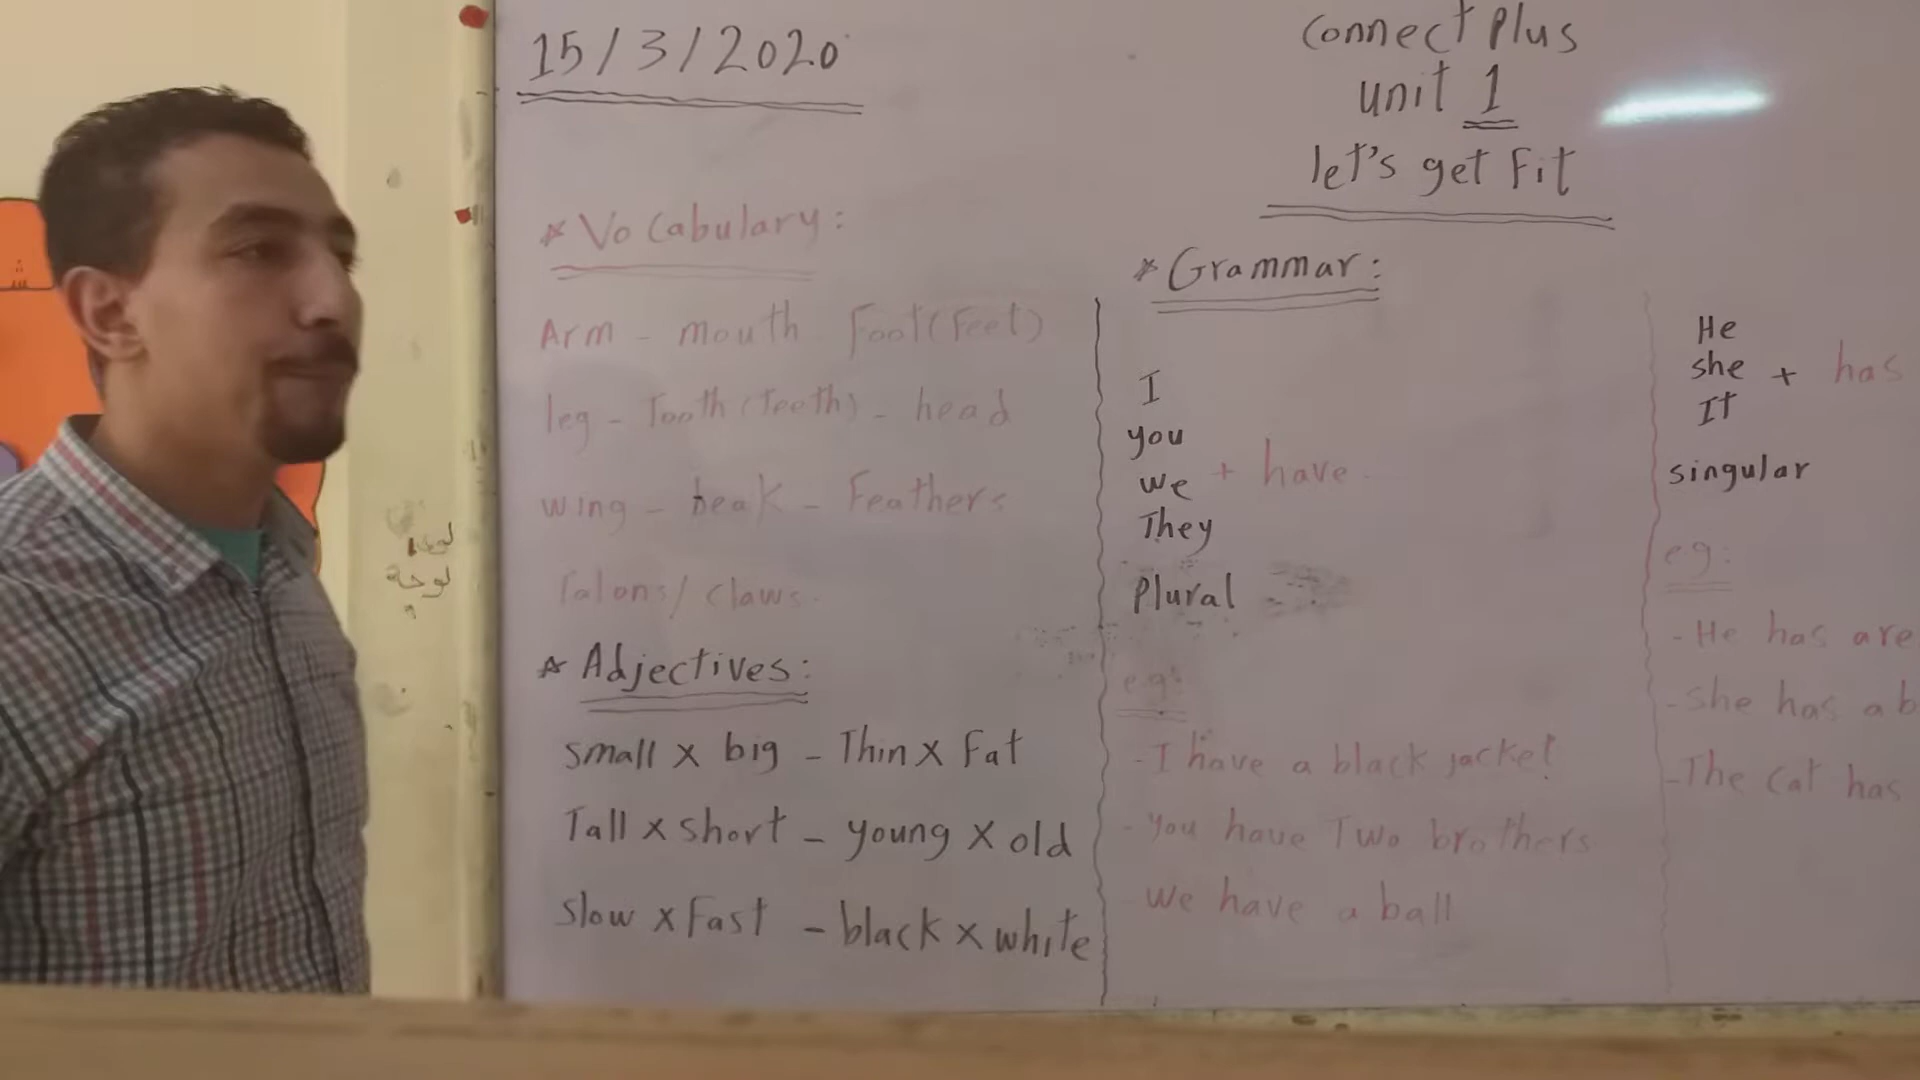 15/3/2020
Connect Plus
unit 1
let's get Fit
* Vocabulary:
Arm - mouth Foot (Feet)
leg - Tooth (Teeth) - head
wing - beak - Feathers
Talons / claws.
* Adjectives:
small x big - Thin x Fat
Tall x short - young x old
slow x Fast - black x white
* Grammar:
I
you
we + have
They
Plural
eg:
- I have a black jacket
- you have Two brothers
- we have a ball
He
she + has
It
singular
eg:
- He has a
- she has a b
- The cat has
لوحة